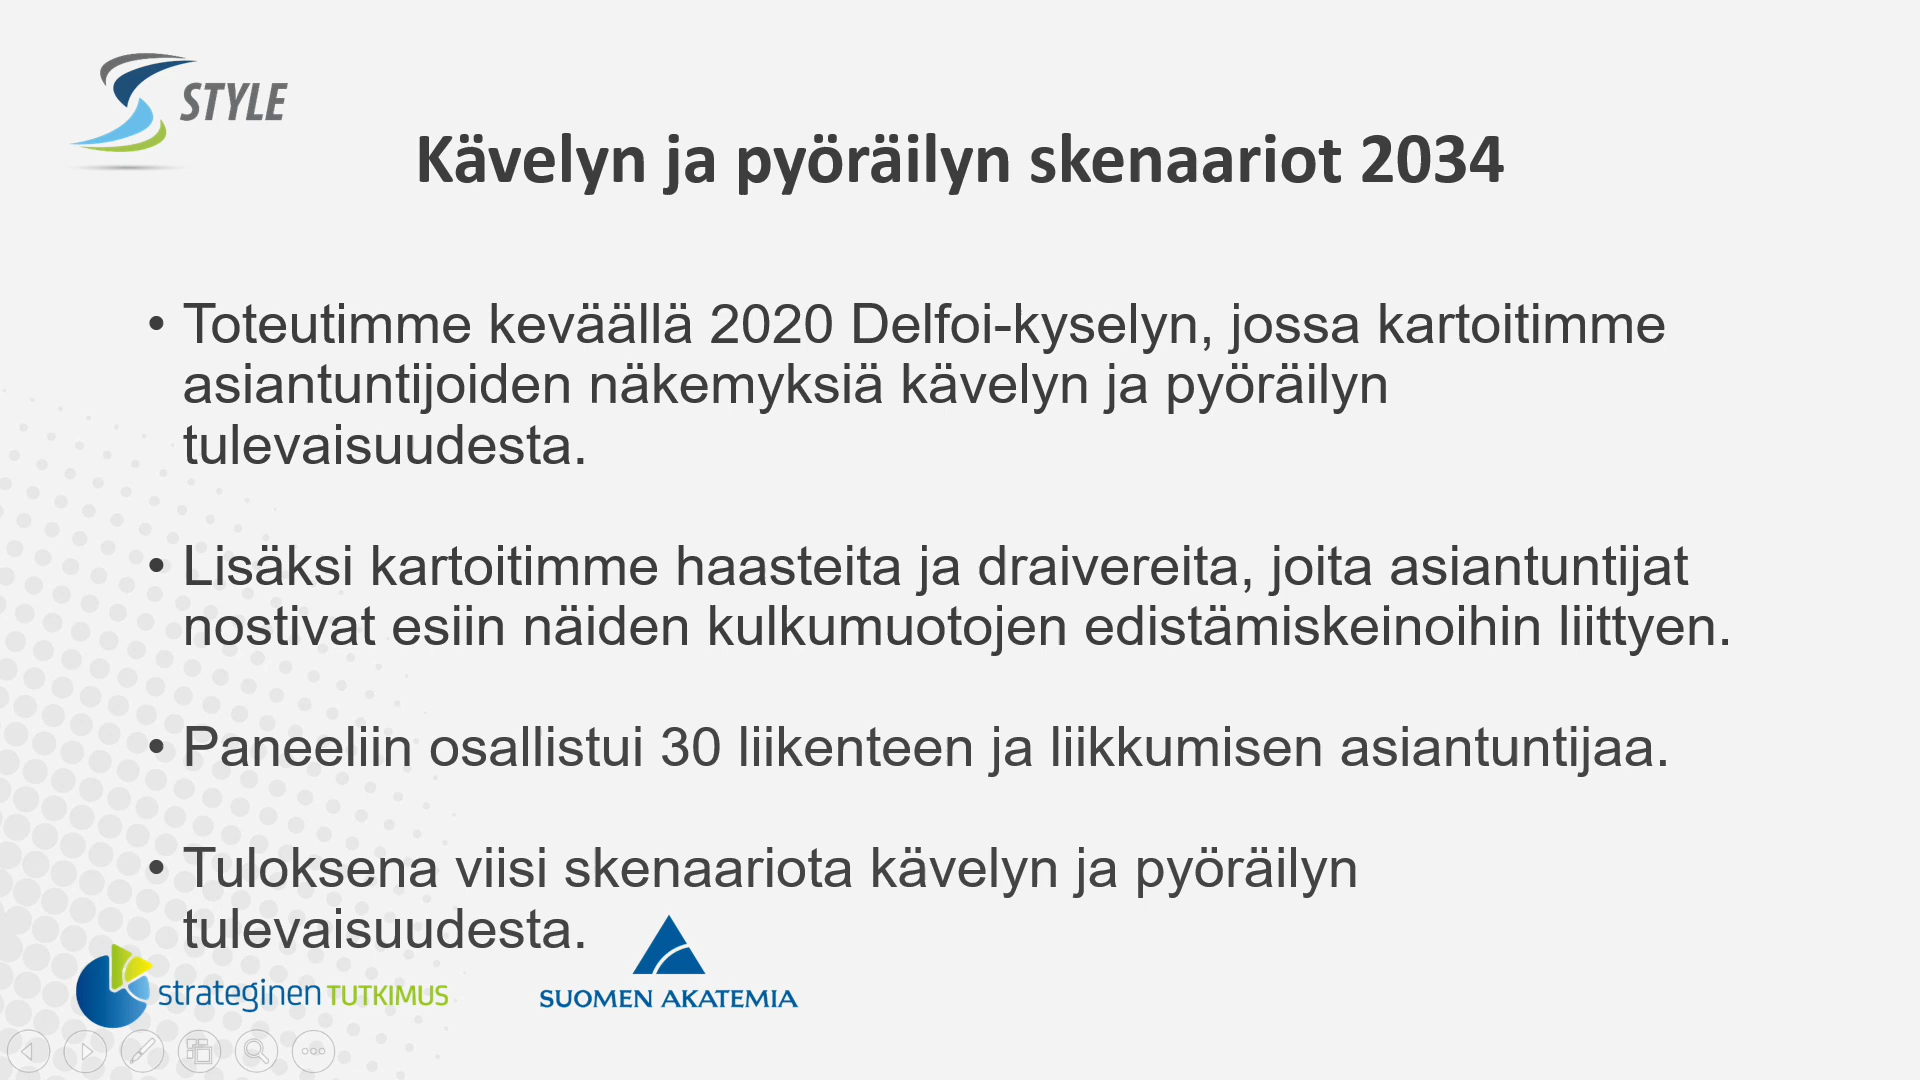 STYLE
Kävelyn ja pyöräilyn skenaariot 2034
• Toteutimme keväällä 2020 Delfoi-kyselyn, jossa kartoitimme
asiantuntijoiden näkemyksiä kävelyn ja pyöräilyn
tulevaisuudesta.
• Lisäksi kartoitimme haasteita ja draivereita, joita asiantuntijat
nostivat esiin näiden kulkumuotojen edistämiskeinoihin liittyen.
• Paneeliin osallistui 30 liikenteen ja liikkumisen asiantuntijaa.
• Tuloksena viisi skenaariota kävelyn ja pyöräilyn
tulevaisuudesta.
strateginen TUTKIMUS
SUOMEN AKATEMIA